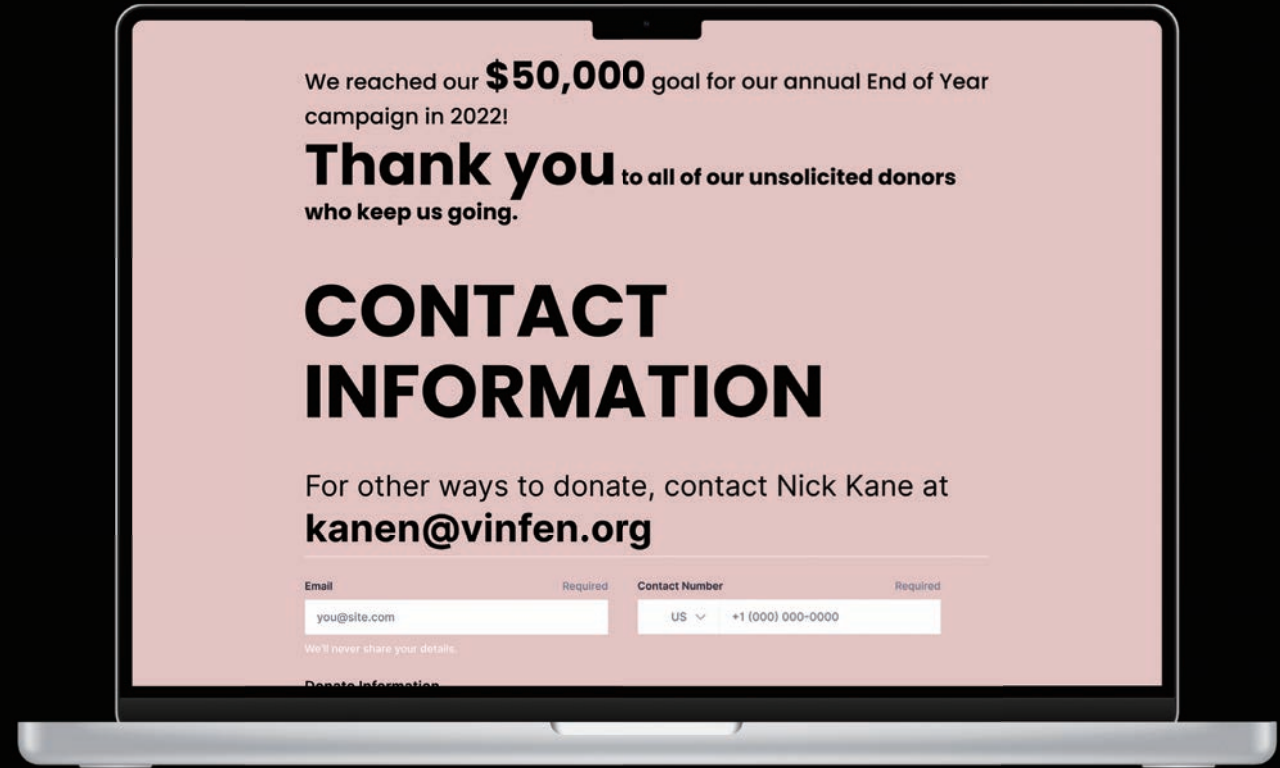 We reached our $50,000 goal for our annual End of Year
campaign in 2022!
Thank you to all of our unsolicited donors
who keep us going.
CONTACT
INFORMATION
For other ways to donate, contact Nick Kane at
kanen@vinfen.org
Email Required Contact Number Required
you@site.com US +1 (000) 000-0000
We'll never share your details.
Donate Information